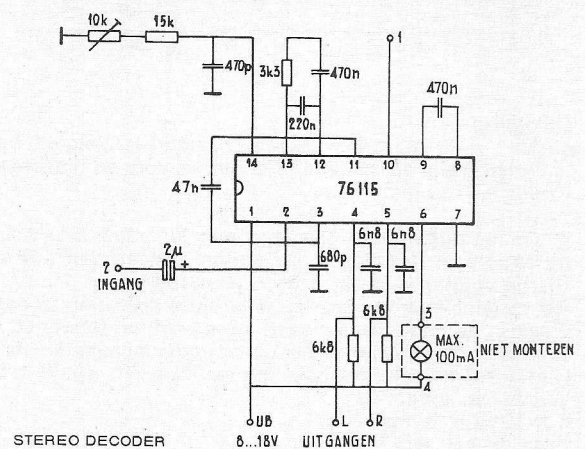 10k 15k
470p
3k3
470n
220n
1
470n
14 13 12 11 10 9 8
47n
76115
1 2 3 4 5 6 7
2µ
+
2
INGANG
680p
6n8 6n8
6k8
6k8
3
MAX.
100mA
NIET MONTEREN
4
UB
8...18V
L R
UITGANGEN
STEREO DECODER